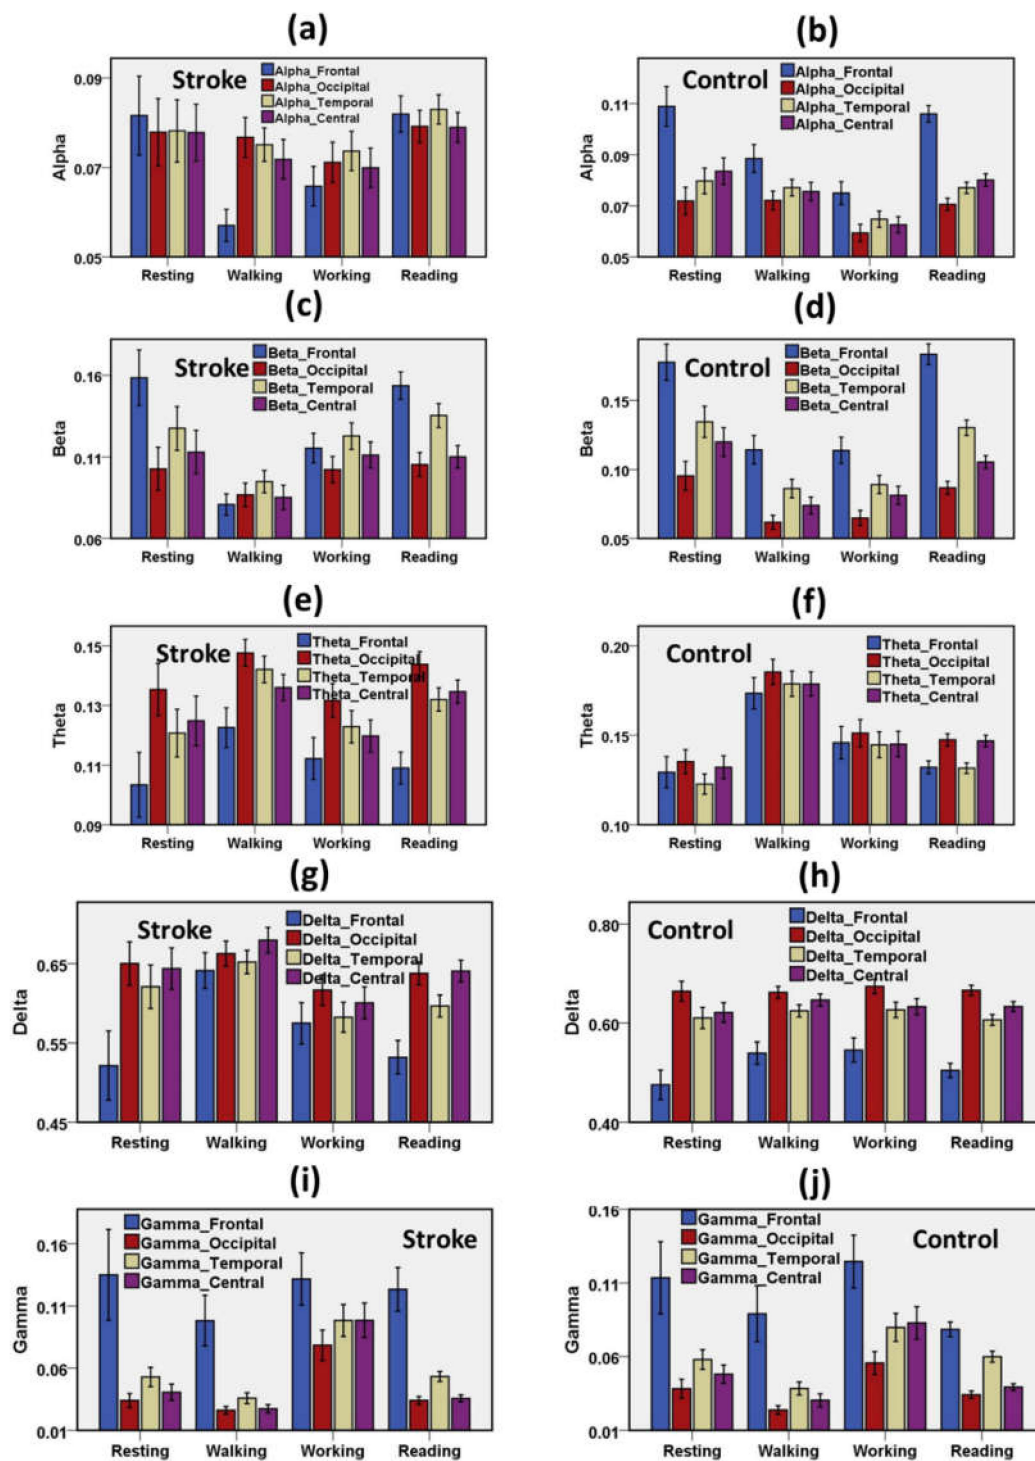 (a)
Stroke
Alpha_Frontal
Alpha_Occipital
Alpha_Temporal
Alpha_Central
0.09
0.07
0.05
Alpha
Resting Walking Working Reading
(b)
Control
Alpha_Frontal
Alpha_Occipital
Alpha_Temporal
Alpha_Central
0.11
0.09
0.07
0.05
Alpha
Resting Walking Working Reading
(c)
Stroke
Beta_Frontal
Beta_Occipital
Beta_Temporal
Beta_Central
0.16
0.11
0.06
Beta
Resting Walking Working Reading
(d)
Control
Beta_Frontal
Beta_Occipital
Beta_Temporal
Beta_Central
0.15
0.10
0.05
Beta
Resting Walking Working Reading
(e)
Stroke
Theta_Frontal
Theta_Occipital
Theta_Temporal
Theta_Central
0.15
0.13
0.11
0.09
Theta
Resting Walking Working Reading
(f)
Control
Theta_Frontal
Theta_Occipital
Theta_Temporal
Theta_Central
0.20
0.15
0.10
Theta
Resting Walking Working Reading
(g)
Stroke
Delta_Frontal
Delta_Occipital
Delta_Temporal
Delta_Central
0.65
0.55
0.45
Delta
Resting Walking Working Reading
(h)
Control
Delta_Frontal
Delta_Occipital
Delta_Temporal
Delta_Central
0.80
0.60
0.40
Delta
Resting Walking Working Reading
(i)
Stroke
Gamma_Frontal
Gamma_Occipital
Gamma_Temporal
Gamma_Central
0.16
0.11
0.06
0.01
Gamma
Resting Walking Working Reading
(j)
Control
Gamma_Frontal
Gamma_Occipital
Gamma_Temporal
Gamma_Central
0.16
0.11
0.06
0.01
Gamma
Resting Walking Working Reading